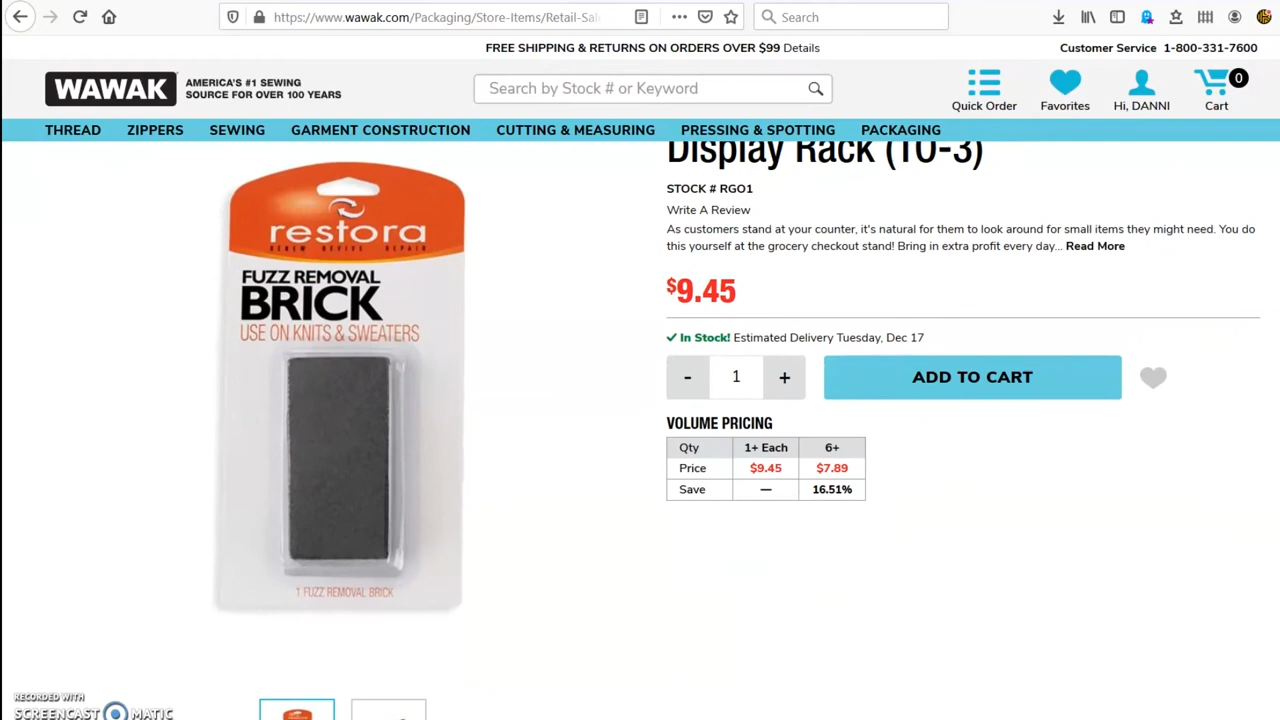 https://www.wawak.com/Packaging/Store-Items/Retail-Sal
Search
FREE SHIPPING & RETURNS ON ORDERS OVER $99 Details
Customer Service 1-800-331-7600
WAWAK
AMERICA'S #1 SEWING
SOURCE FOR OVER 100 YEARS
Search by Stock # or Keyword
Quick Order
Favorites
Hi, DANNI
0
Cart
THREAD ZIPPERS SEWING GARMENT CONSTRUCTION CUTTING & MEASURING PRESSING & SPOTTING PACKAGING
restora
RENEW REVIVE REPAIR
FUZZ REMOVAL
BRICK
USE ON KNITS & SWEATERS
1 FUZZ REMOVAL BRICK
Display Rack (TO-3)
STOCK # RGO1
Write A Review
As customers stand at your counter, it's natural for them to look around for small items they might need. You do
this yourself at the grocery checkout stand! Bring in extra profit every day... Read More
$9.45
In Stock! Estimated Delivery Tuesday, Dec 17
- 1 +
ADD TO CART
VOLUME PRICING
Qty 1+ Each 6+
Price $9.45 $7.89
Save — 16.51%
RECORDED WITH
SCREENCAST MATIC